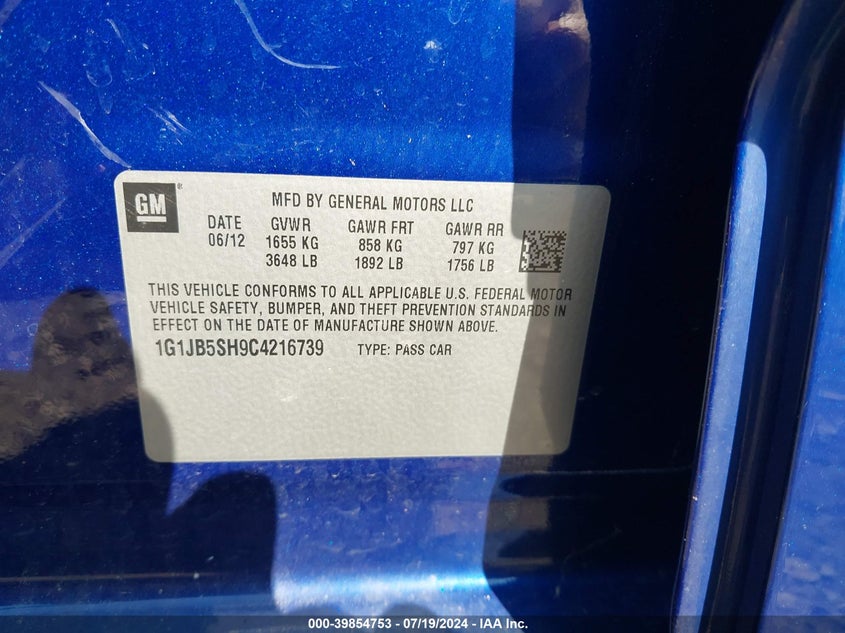 GM
MFD BY GENERAL MOTORS LLC
DATE GVWR GAWR FRT GAWR RR
06/12 1655 KG 858 KG 797 KG
3648 LB 1892 LB 1756 LB
THIS VEHICLE CONFORMS TO ALL APPLICABLE U.S. FEDERAL MOTOR
VEHICLE SAFETY, BUMPER, AND THEFT PREVENTION STANDARDS IN
EFFECT ON THE DATE OF MANUFACTURE SHOWN ABOVE.
1G1JB5SH9C4216739 TYPE: PASS CAR
000-39854753 - 07/19/2024 - IAA Inc.